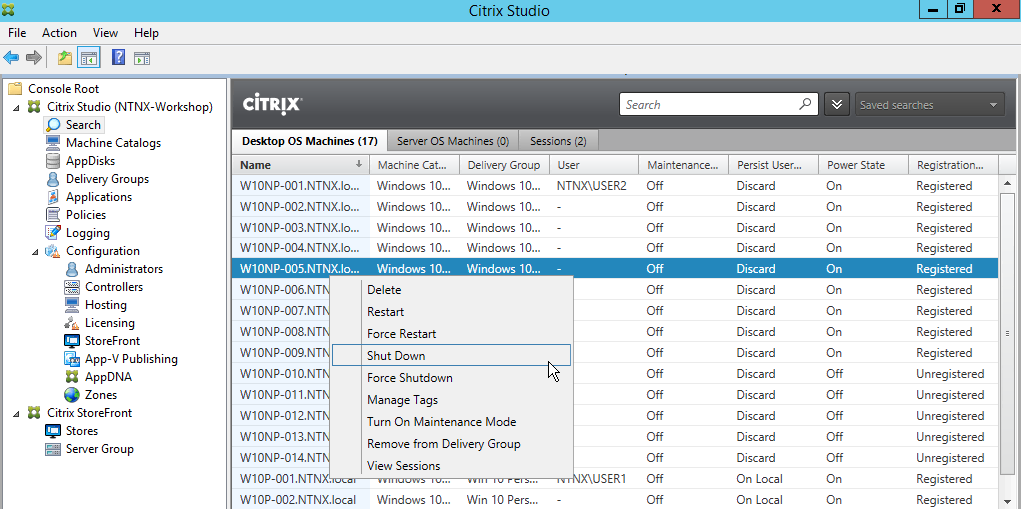 Citrix Studio
File Action View Help
Console Root
Citrix Studio (NTNX-Workshop)
Search
Machine Catalogs
AppDisks
Delivery Groups
Applications
Policies
Logging
Configuration
Administrators
Controllers
Hosting
Licensing
StoreFront
App-V Publishing
AppDNA
Zones
Citrix StoreFront
Stores
Server Group
CITRIX
Search
Saved searches
Desktop OS Machines (17) Server OS Machines (0) Sessions (2)
Name Machine Cat... Delivery Group User Maintenance... Persist User... Power State Registration...
W10NP-001.NTNX.lo... Windows 10... Windows 10... NTNX\USER2 Off Discard On Registered
W10NP-002.NTNX.lo... Windows 10... Windows 10... - Off Discard On Registered
W10NP-003.NTNX.lo... Windows 10... Windows 10... - Off Discard On Registered
W10NP-004.NTNX.lo... Windows 10... Windows 10... - Off Discard On Registered
W10NP-005.NTNX.lo... Windows 10... Windows 10... - Off Discard On Registered
W10NP-006.NTN Off Discard On Registered
W10NP-007.NTN Off Discard On Registered
W10NP-008.NTN Off Discard On Registered
W10NP-009.NTN Off Discard On Registered
W10NP-010.NTN Off Discard Off Unregistered
W10NP-011.NTN Off Discard Off Unregistered
W10NP-012.NTN Off Discard Off Unregistered
W10NP-013.NTN Off Discard Off Unregistered
W10NP-014.NTN Off Discard Off Unregistered
W10P-001.NTNX.local Windows 10... Win 10 Pers... NTNX\USER1 Off On Local On Registered
W10P-002.NTNX.local Windows 10... Win 10 Pers... - Off On Local On Registered
Delete
Restart
Force Restart
Shut Down
Force Shutdown
Manage Tags
Turn On Maintenance Mode
Remove from Delivery Group
View Sessions